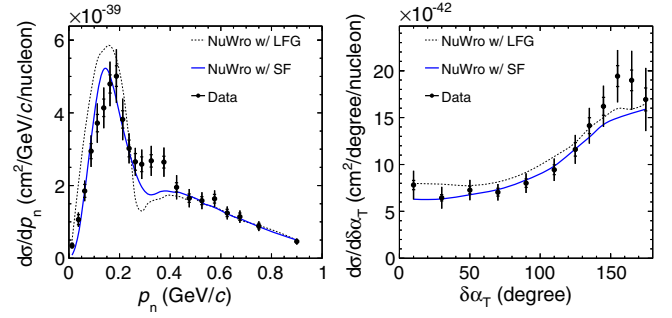 ×10⁻³⁹
NuWro w/ LFG
NuWro w/ SF
Data
dσ/dpₙ (cm²/GeV/c/nucleon)
6
4
2
0
0 0.2 0.4 0.6 0.8 1
pₙ (GeV/c)
×10⁻⁴²
NuWro w/ LFG
NuWro w/ SF
Data
dσ/dδα_T (cm²/degree/nucleon)
20
15
10
5
0
0 50 100 150
δα_T (degree)